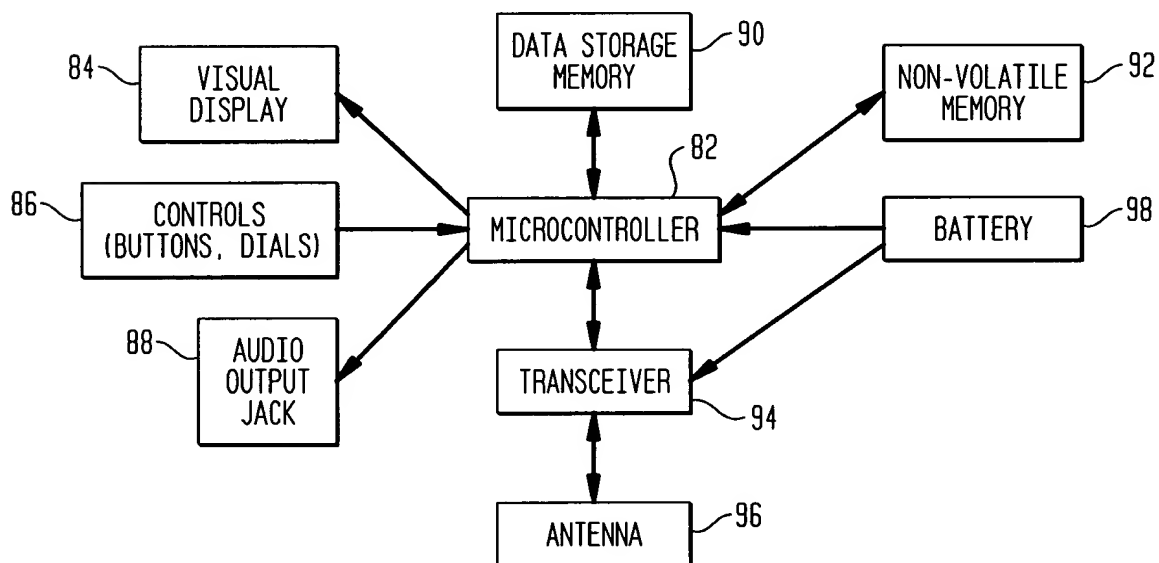 90
DATA STORAGE
MEMORY
84
VISUAL
DISPLAY
NON-VOLATILE
MEMORY
92
82
86
CONTROLS
(BUTTONS, DIALS)
MICROCONTROLLER
BATTERY
98
88
AUDIO
OUTPUT
JACK
TRANSCEIVER
94
ANTENNA
96